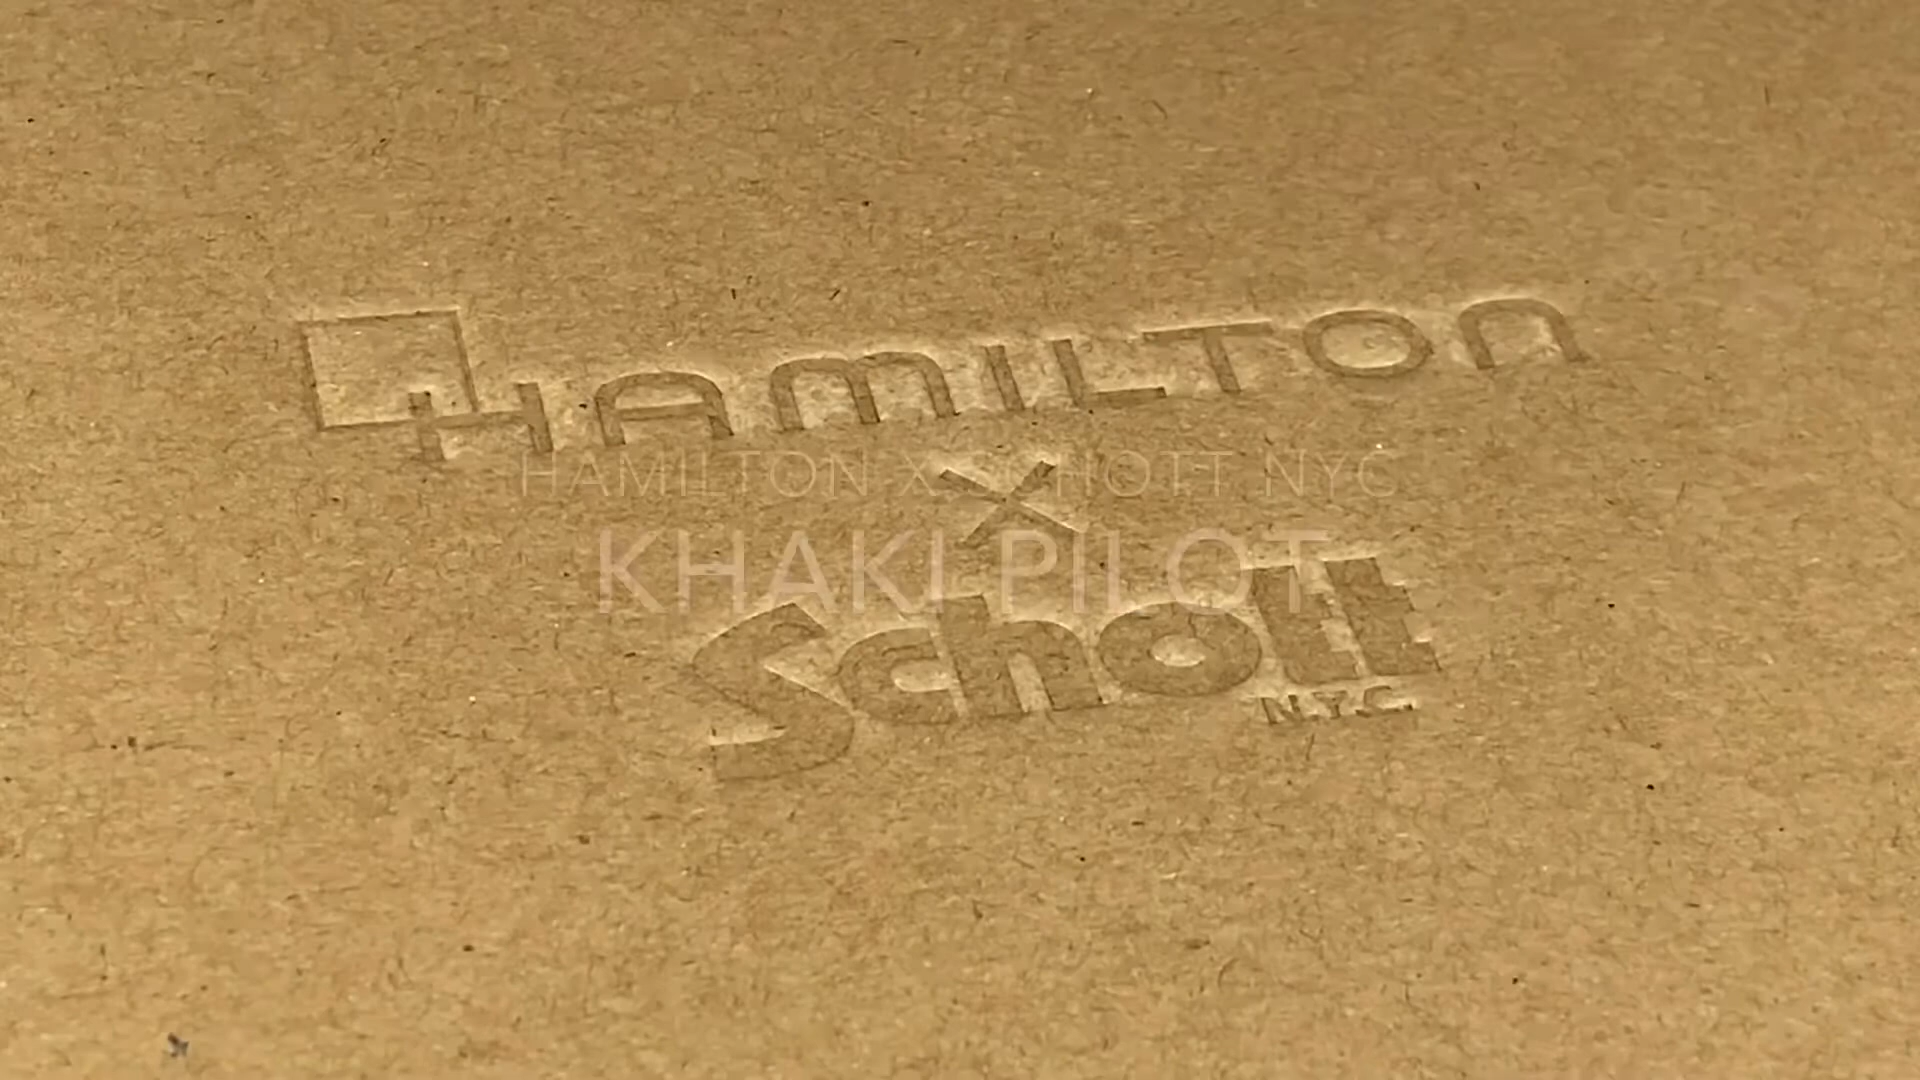 HAMILTON
HAMILTON X SCHOTT NYC
X
KHAKI PILOT
Schott
N.Y.C.